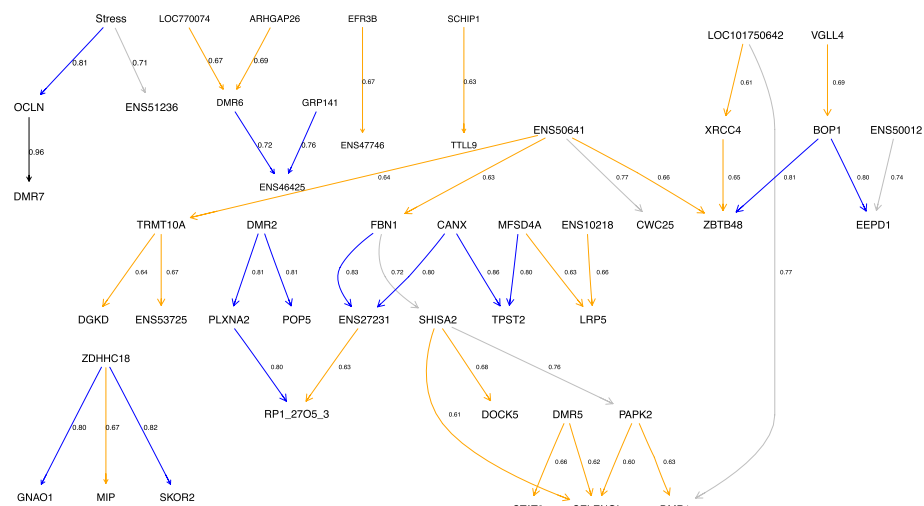 Stress LOC770074 ARHGAP26 EFR3B SCHIP1
LOC101750642 VGLL4
0.81 0.71 0.67 0.69 0.67 0.63 0.61 0.69
OCLN ENS51236 DMR6 GRP141
ENS50641 XRCC4 BOP1 ENS50012
0.96 0.72 0.76 ENS47746 TTLL9
0.64 0.63 0.77 0.66 0.65 0.81 0.80 0.74
DMR7 ENS46425
TRMT10A DMR2 FBN1 CANX MFSD4A ENS10218 CWC25 ZBTB48 EEPD1
0.64 0.67 0.81 0.81 0.83 0.72 0.80 0.86 0.80 0.63 0.66 0.77
DGKD ENS53725 PLXNA2 POP5 ENS27231 SHISA2 TPST2 LRP5
ZDHHC18 0.80 0.63 0.68 0.76
RP1_27O5_3 DOCK5 DMR5 PAPK2
0.80 0.67 0.82 0.61 0.66 0.62 0.60 0.63
GNAO1 MIP SKOR2